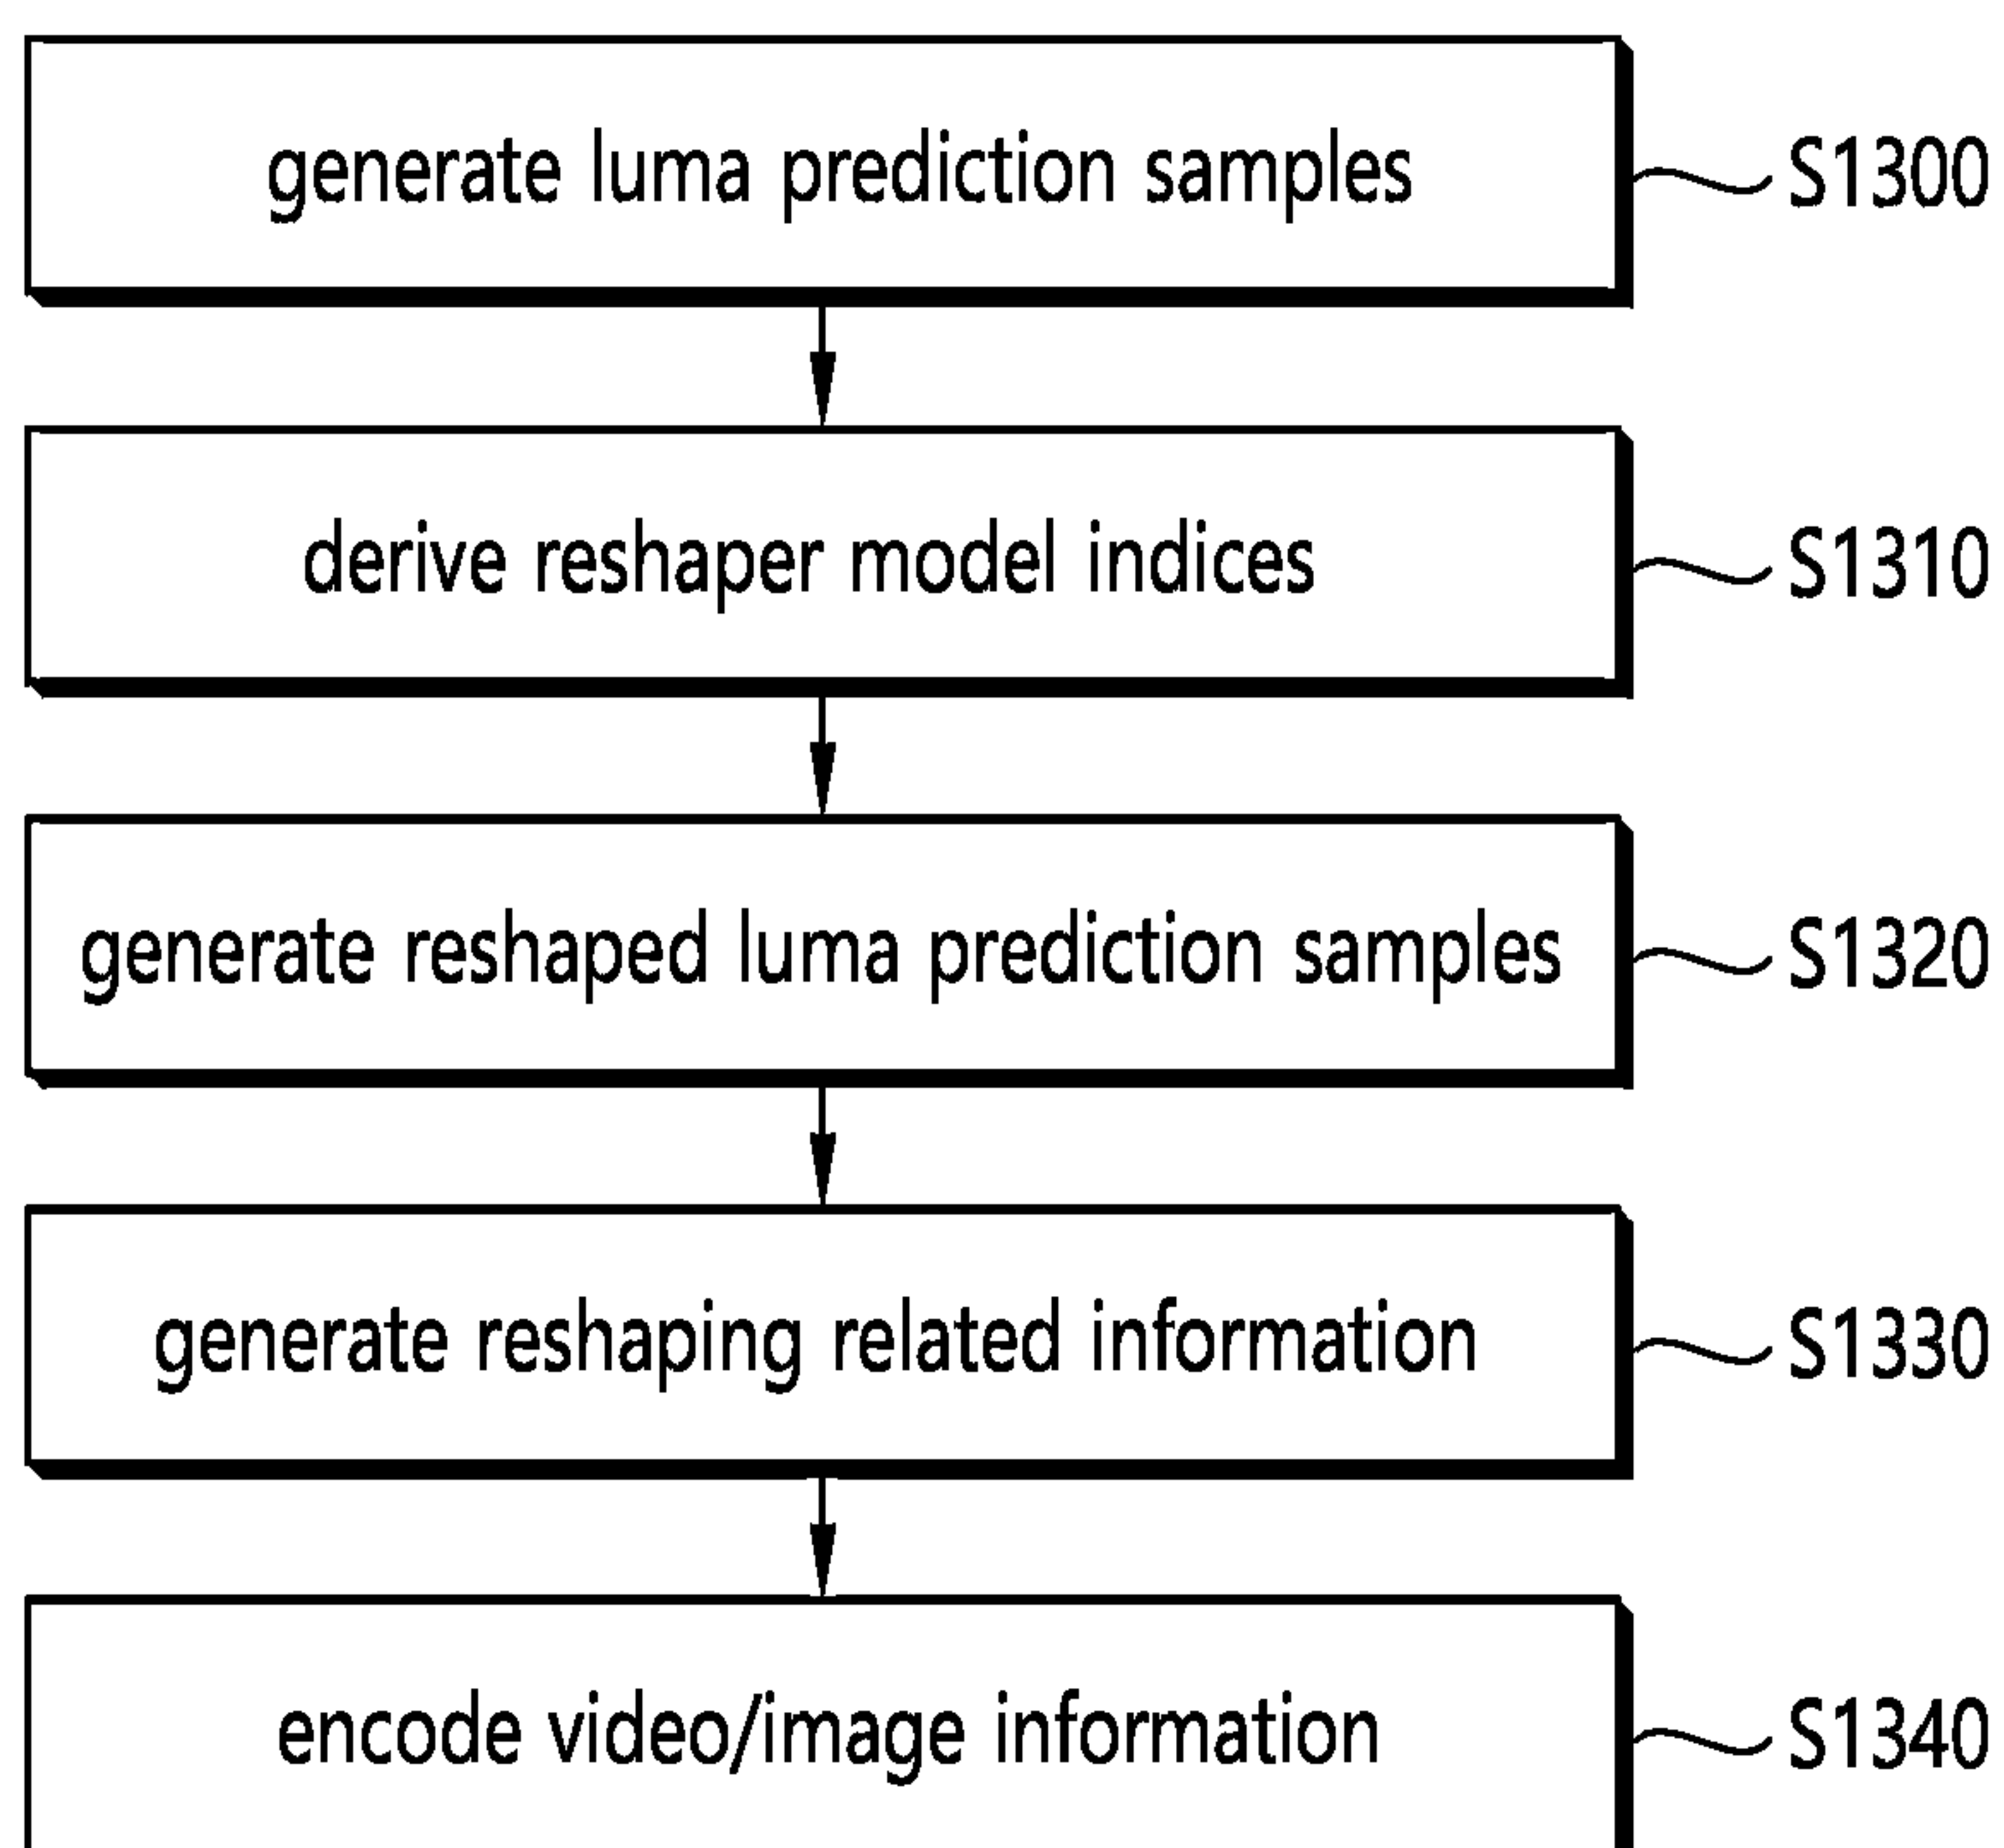 generate luma prediction samples S1300
derive reshaper model indices S1310
generate reshaped luma prediction samples S1320
generate reshaping related information S1330
encode video/image information S1340